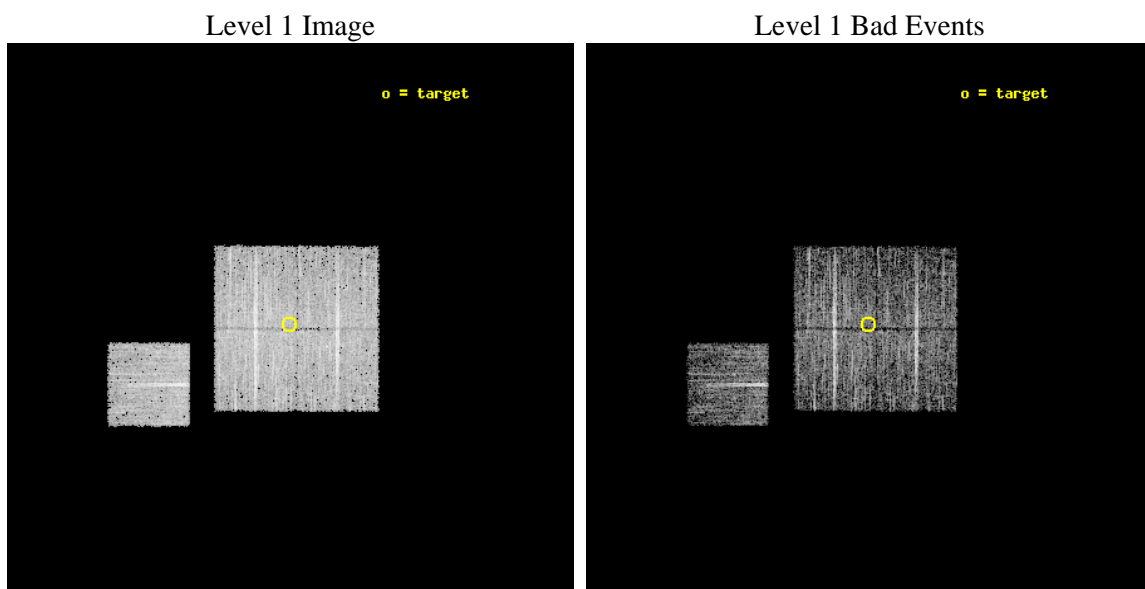 Level 1 Image
Level 1 Bad Events
o = target
o = target